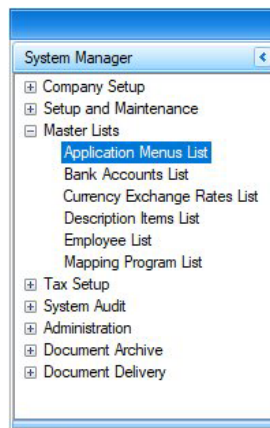 System Manager
Company Setup
Setup and Maintenance
Master Lists
Application Menus List
Bank Accounts List
Currency Exchange Rates List
Description Items List
Employee List
Mapping Program List
Tax Setup
System Audit
Administration
Document Archive
Document Delivery